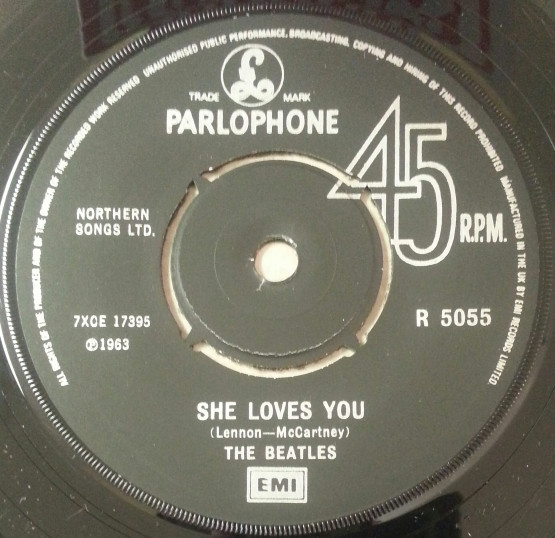 ALL RIGHTS OF THE PRODUCER AND OF THE OWNER OF THE RECORDED WORK RESERVED UNAUTHORISED PUBLIC PERFORMANCE, BROADCASTING, COPYING AND HIRING OF THIS RECORD PROHIBITED MANUFACTURED IN THE UK BY EMI RECORDS LIMITED.
£
TRADE MARK
PARLOPHONE
45
R.P.M.
NORTHERN
SONGS LTD.
7XCE 17395
℗1963
R 5055
SHE LOVES YOU
(Lennon—McCartney)
THE BEATLES
EMI